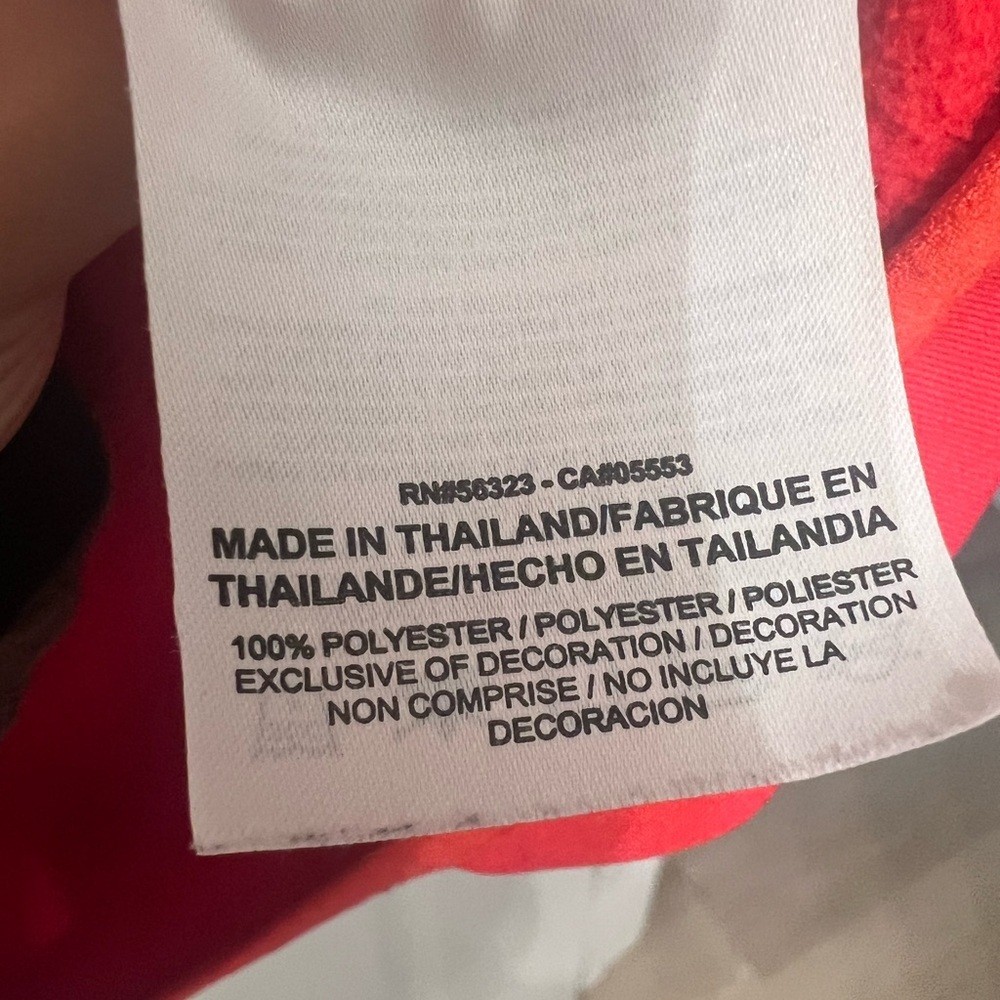 RN#56323 - CA#05553
MADE IN THAILAND/FABRIQUE EN
THAILANDE/HECHO EN TAILANDIA
100% POLYESTER / POLYESTER / POLIESTER
EXCLUSIVE OF DECORATION / DECORATION
NON COMPRISE / NO INCLUYE LA
DECORACION